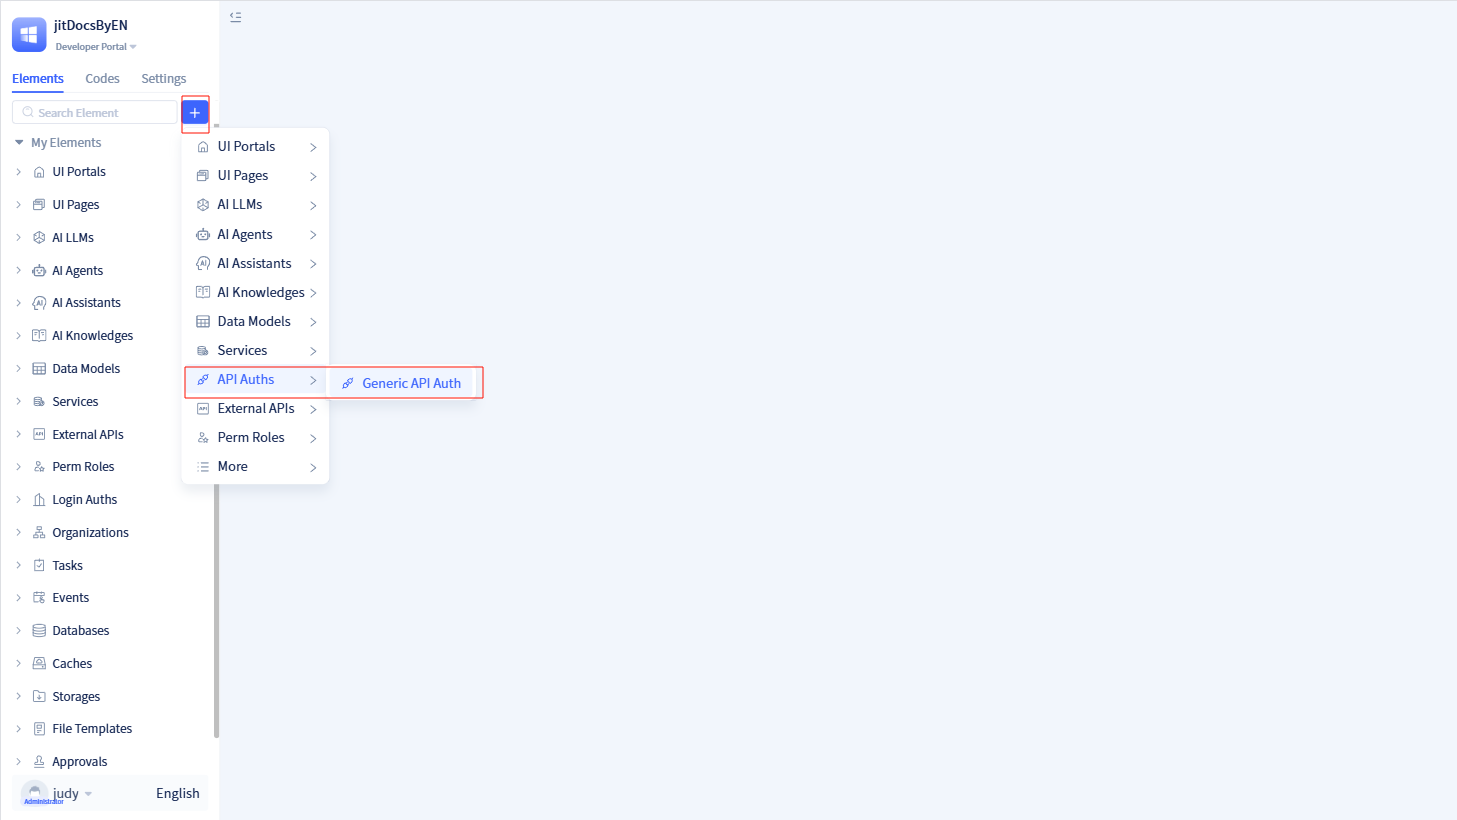 jitDocsByEN
Developer Portal
Elements Codes Settings
Search Element
My Elements
UI Portals
UI Pages
AI LLMs
AI Agents
AI Assistants
AI Knowledges
Data Models
Services
External APIs
Perm Roles
Login Auths
Organizations
Tasks
Events
Databases
Caches
Storages
File Templates
Approvals
judy
Administrator
English
UI Portals
UI Pages
AI LLMs
AI Agents
AI Assistants
AI Knowledges
Data Models
Services
API Auths
External APIs
Perm Roles
More
Generic API Auth